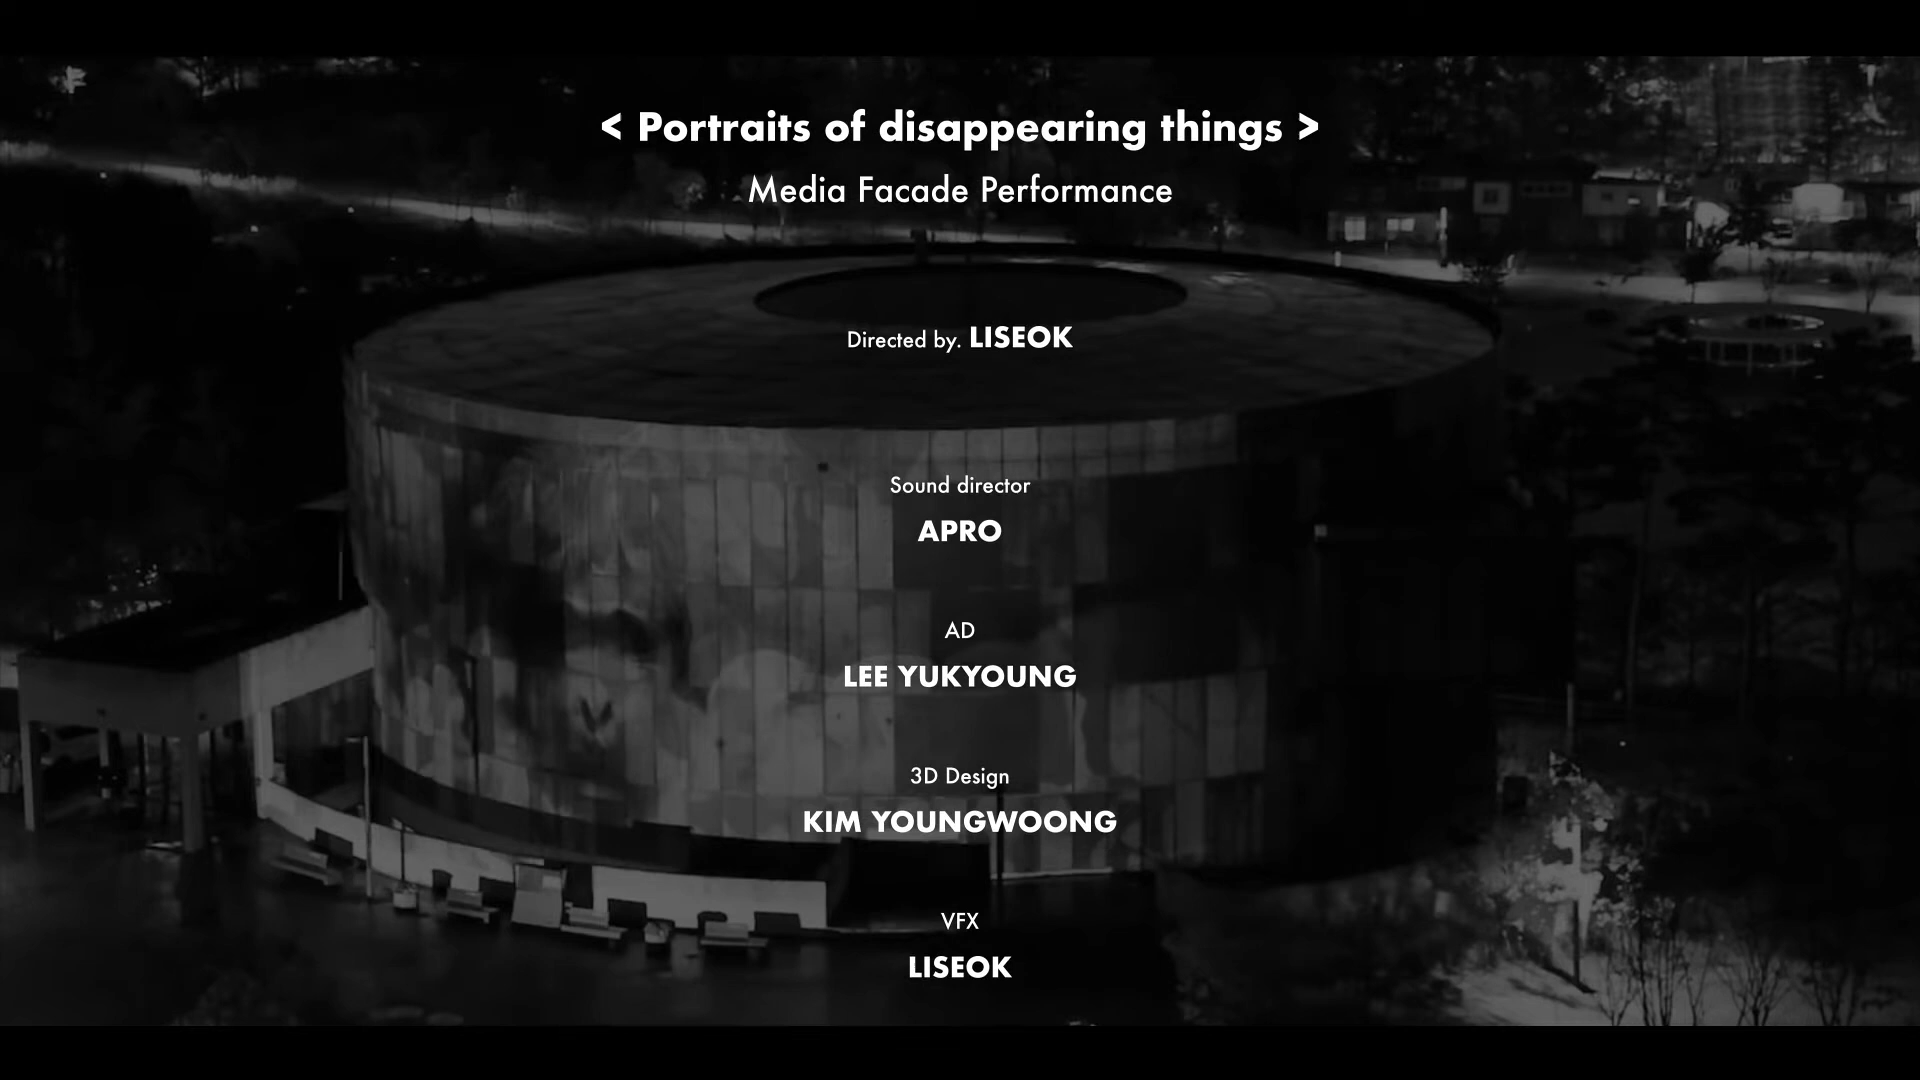 < Portraits of disappearing things >
Media Facade Performance
Directed by. LISEOK
Sound director
APRO
AD
LEE YUKYOUNG
3D Design
KIM YOUNGWOONG
VFX
LISEOK